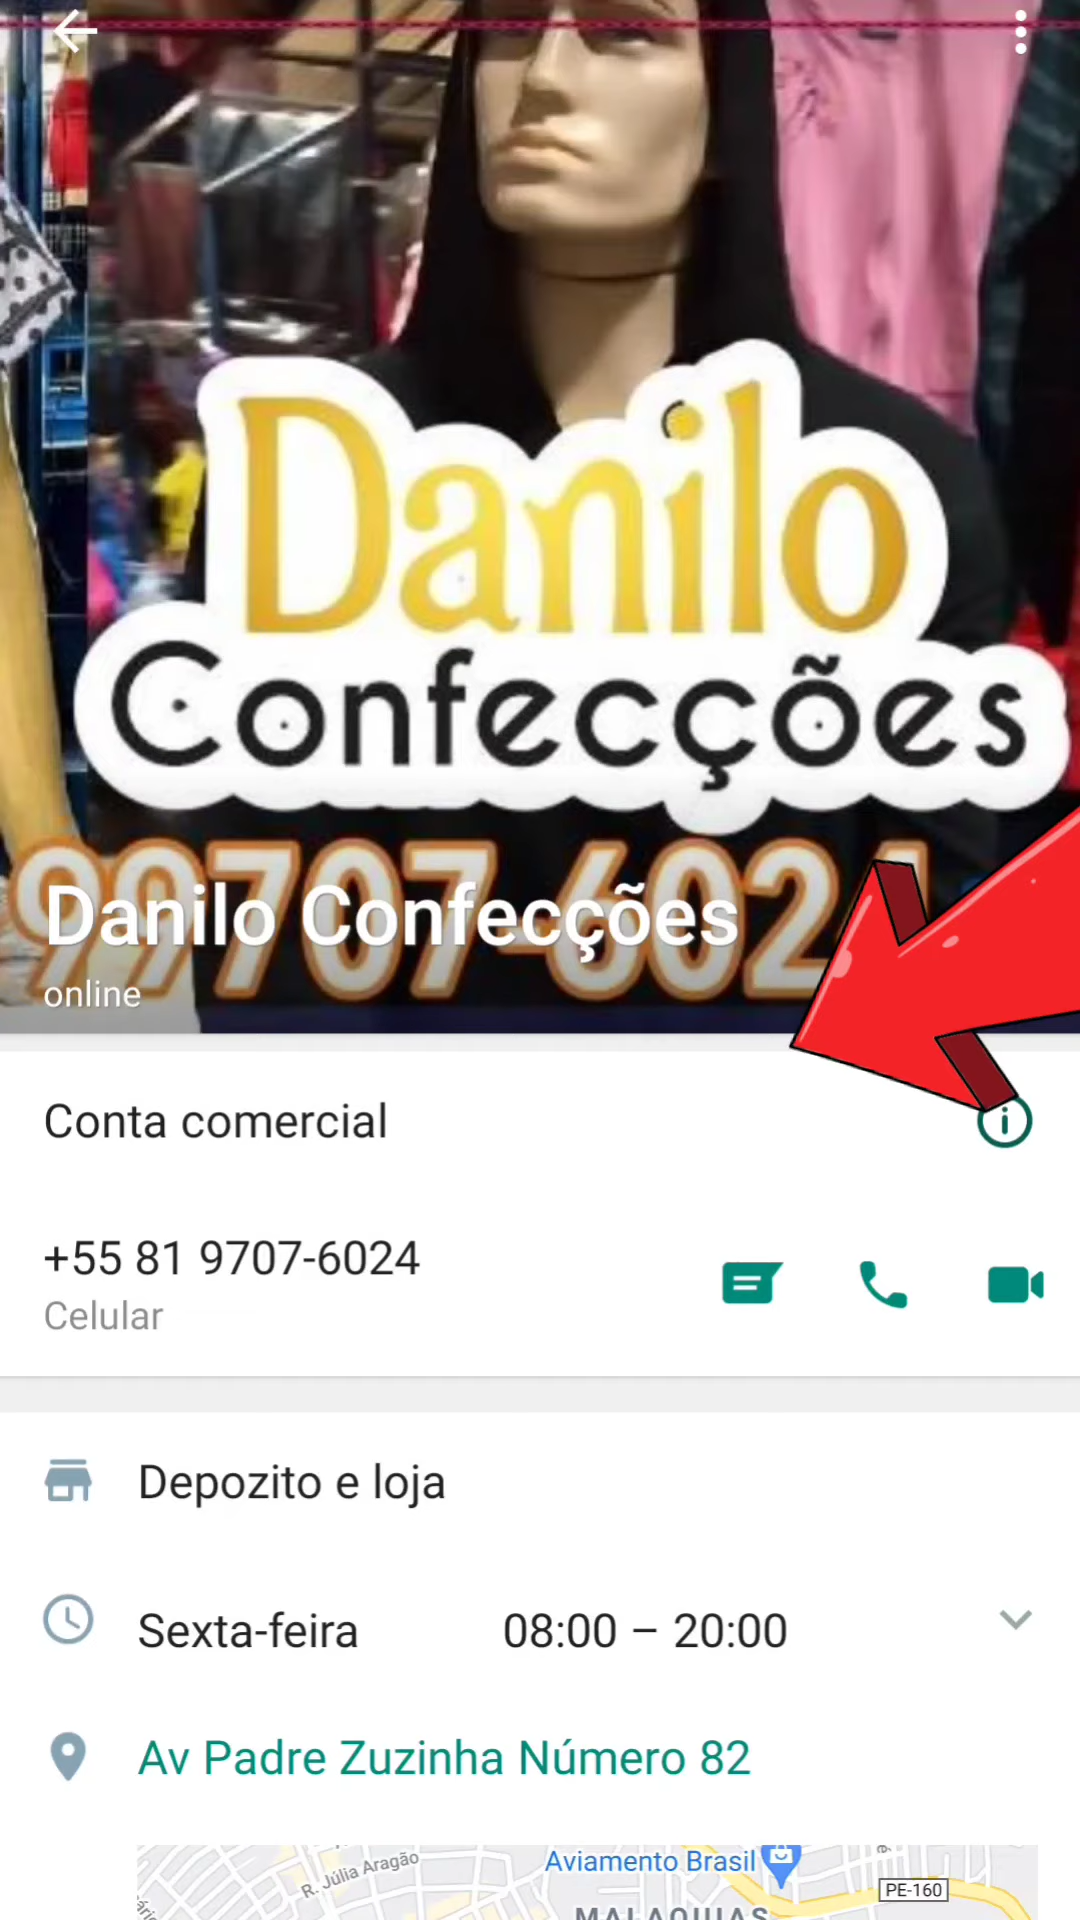 Danilo
Confecções
99707-6024
Danilo Confecções
online
Conta comercial
+55 81 9707-6024
Celular
Depozito e loja
Sexta-feira 08:00 – 20:00
Av Padre Zuzinha Número 82
R. Júlia Aragão
Aviamento Brasil
PE-160
MALAQUIAS